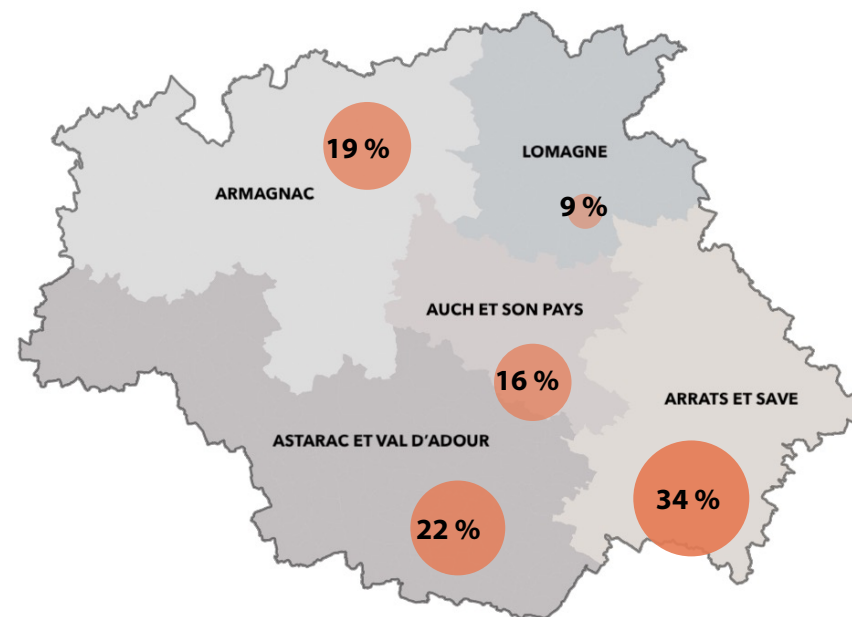 19 %
LOMAGNE
ARMAGNAC
9 %
AUCH ET SON PAYS
16 %
ARRATS ET SAVE
ASTARAC ET VAL D'ADOUR
34 %
22 %